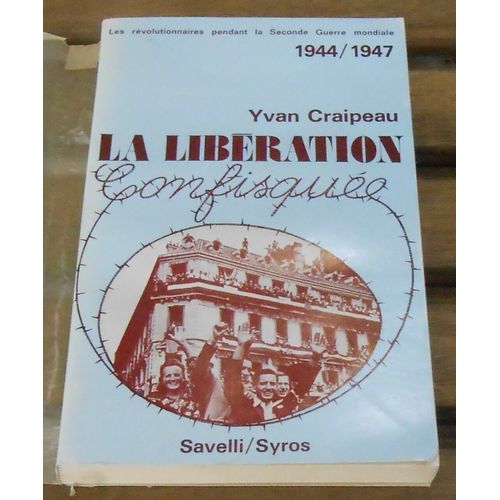 Les révolutionnaires pendant la Seconde Guerre mondiale
1944/1947
Yvan Craipeau
LA LIBÉRATION
Confisquée
Savelli/Syros